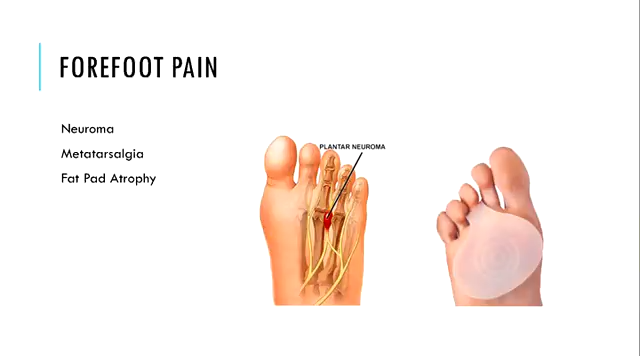 FOREFOOT PAIN
Neuroma
Metatarsalgia
Fat Pad Atrophy
PLANTAR NEUROMA